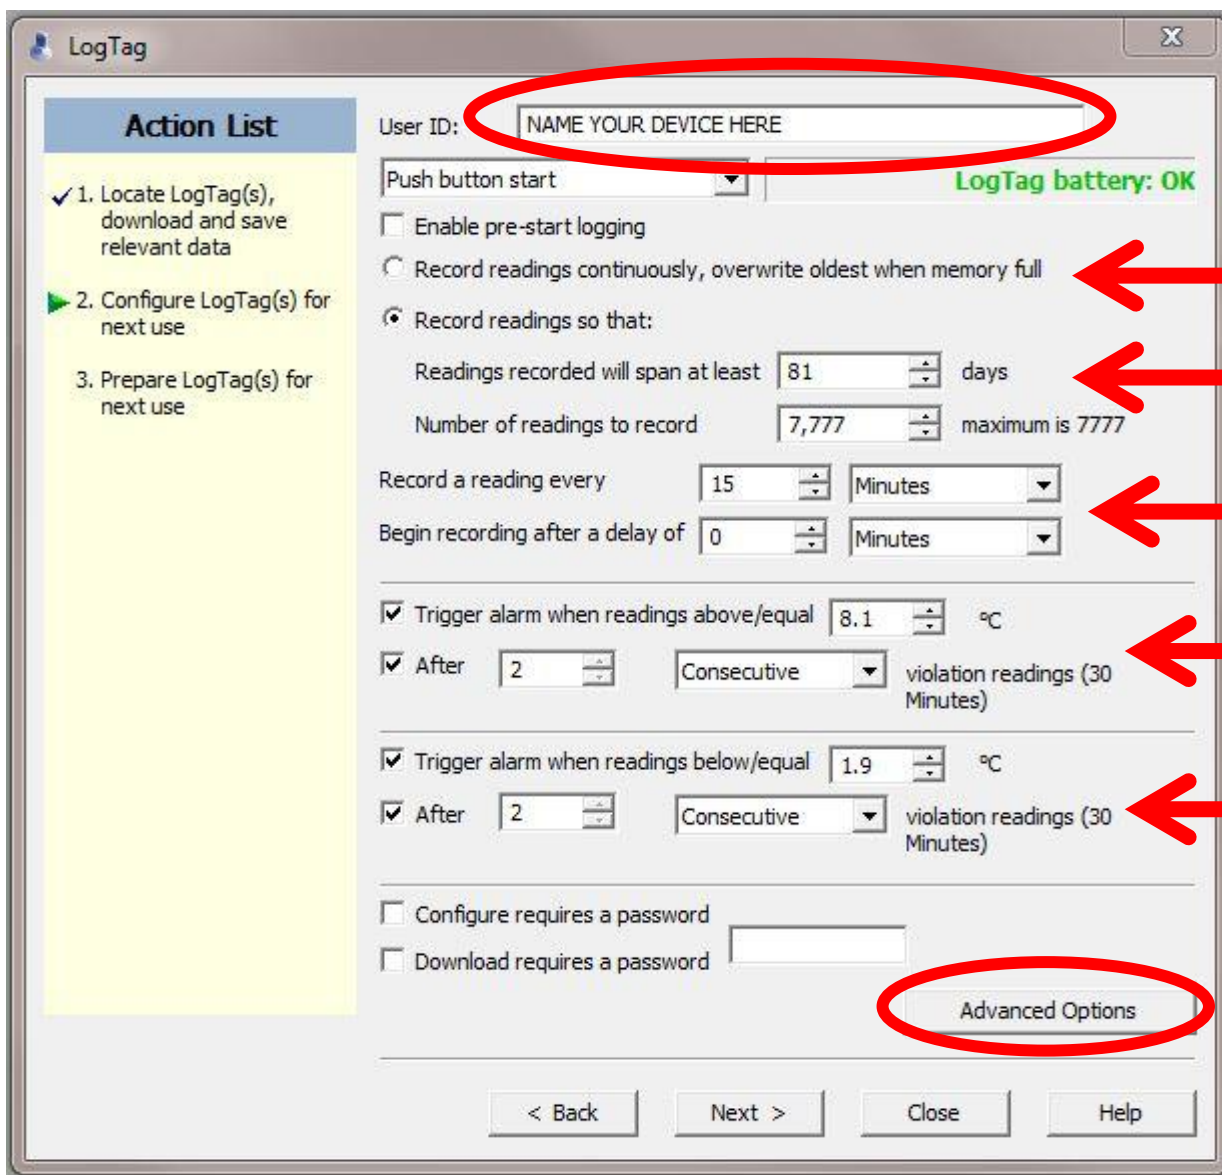 LogTag
Action List
1. Locate LogTag(s),
download and save
relevant data
2. Configure LogTag(s) for
next use
3. Prepare LogTag(s) for
next use
User ID: NAME YOUR DEVICE HERE
Push button start LogTag battery: OK
Enable pre-start logging
Record readings continuously, overwrite oldest when memory full
Record readings so that:
Readings recorded will span at least 81 days
Number of readings to record 7,777 maximum is 7777
Record a reading every 15 Minutes
Begin recording after a delay of 0 Minutes
Trigger alarm when readings above/equal 8.1 ºC
After 2 Consecutive violation readings (30
Minutes)
Trigger alarm when readings below/equal 1.9 ºC
After 2 Consecutive violation readings (30
Minutes)
Configure requires a password
Download requires a password
Advanced Options
< Back Next > Close Help